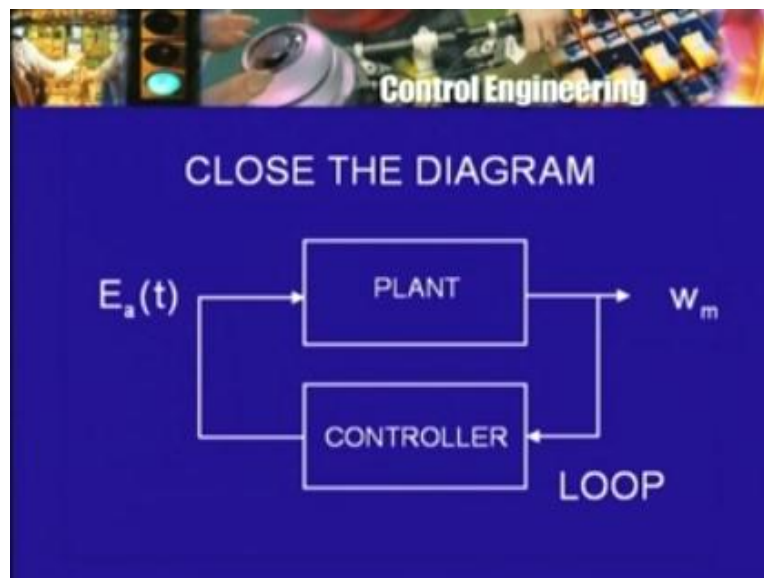 Control Engineering
CLOSE THE DIAGRAM
PLANT
Eₐ(t)
wₘ
CONTROLLER
LOOP